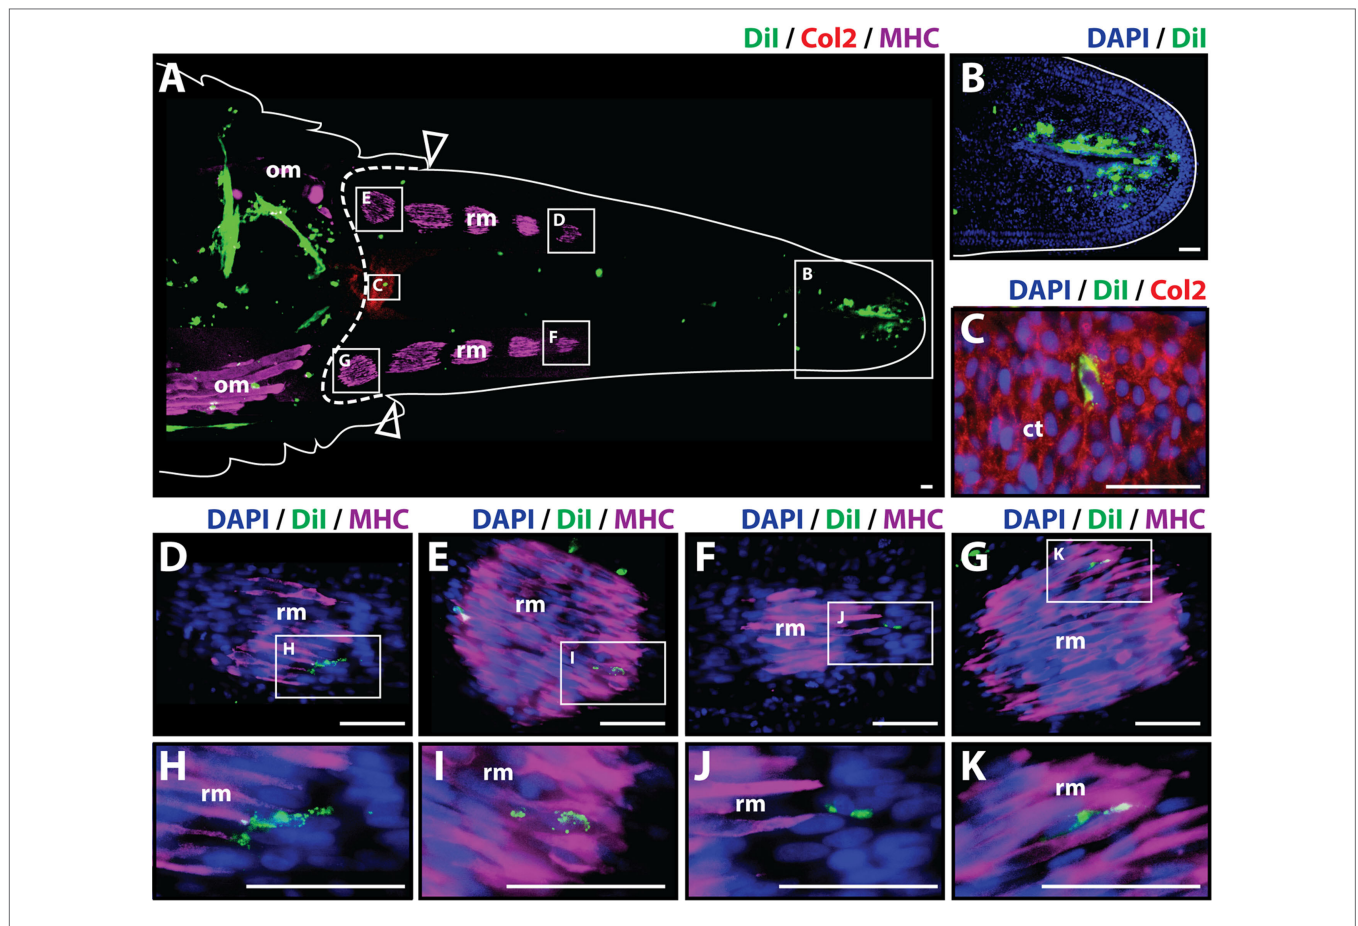 DiI / Col2 / MHC
DAPI / DiI
A
B
om
E
rm
D
C
B
G
rm
F
om
DAPI / DiI / Col2
C
ct
DAPI / DiI / MHC
DAPI / DiI / MHC
DAPI / DiI / MHC
DAPI / DiI / MHC
D
rm
H
E
rm
I
F
rm
J
G
K
rm
H
rm
I
rm
J
rm
K
rm